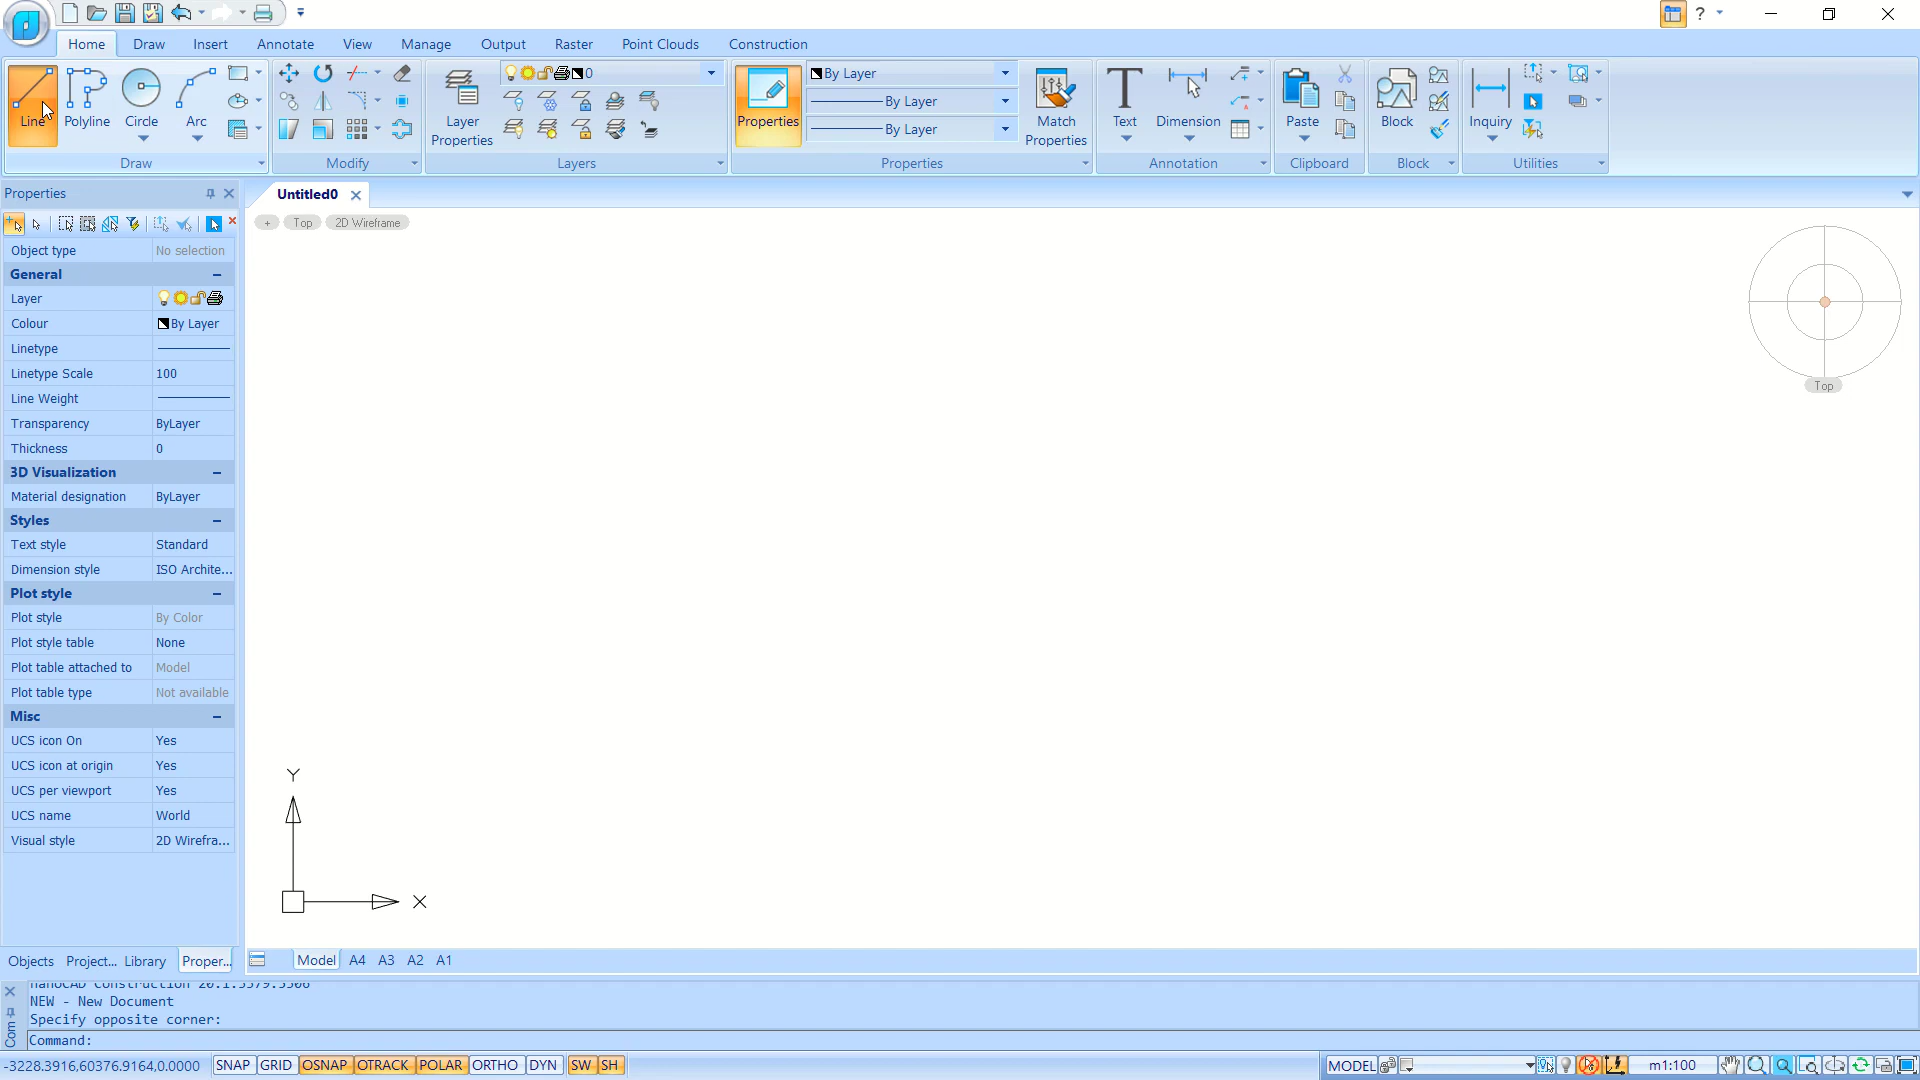 Home Draw Insert Annotate View Manage Output Raster Point Clouds Construction
Line Polyline Circle Arc
Layer Properties
0
Properties
By Layer
By Layer
By Layer
Match Properties
Text Dimension Paste Block Inquiry
Draw Modify Layers Properties Annotation Clipboard Block Utilities
Properties
Untitled0
+ Top 2D Wireframe
Object type No selection
General
Layer
Colour By Layer
Linetype
Linetype Scale 100
Line Weight
Transparency ByLayer
Thickness 0
3D Visualization
Material designation ByLayer
Styles
Text style Standard
Dimension style ISO Archite...
Plot style
Plot style By Color
Plot style table None
Plot table attached to Model
Plot table type Not available
Misc
UCS icon On Yes
UCS icon at origin Yes
UCS per viewport Yes
UCS name World
Visual style 2D Wirefra...
Top
Y
X
Objects Project... Library Proper...
Model A4 A3 A2 A1
nanoCAD Construction 20.1.5579.5506
NEW - New Document
Specify opposite corner:
Com
Command:
-3228.3916,60376.9164,0.0000 SNAP GRID OSNAP OTRACK POLAR ORTHO DYN SW SH MODEL m1:100